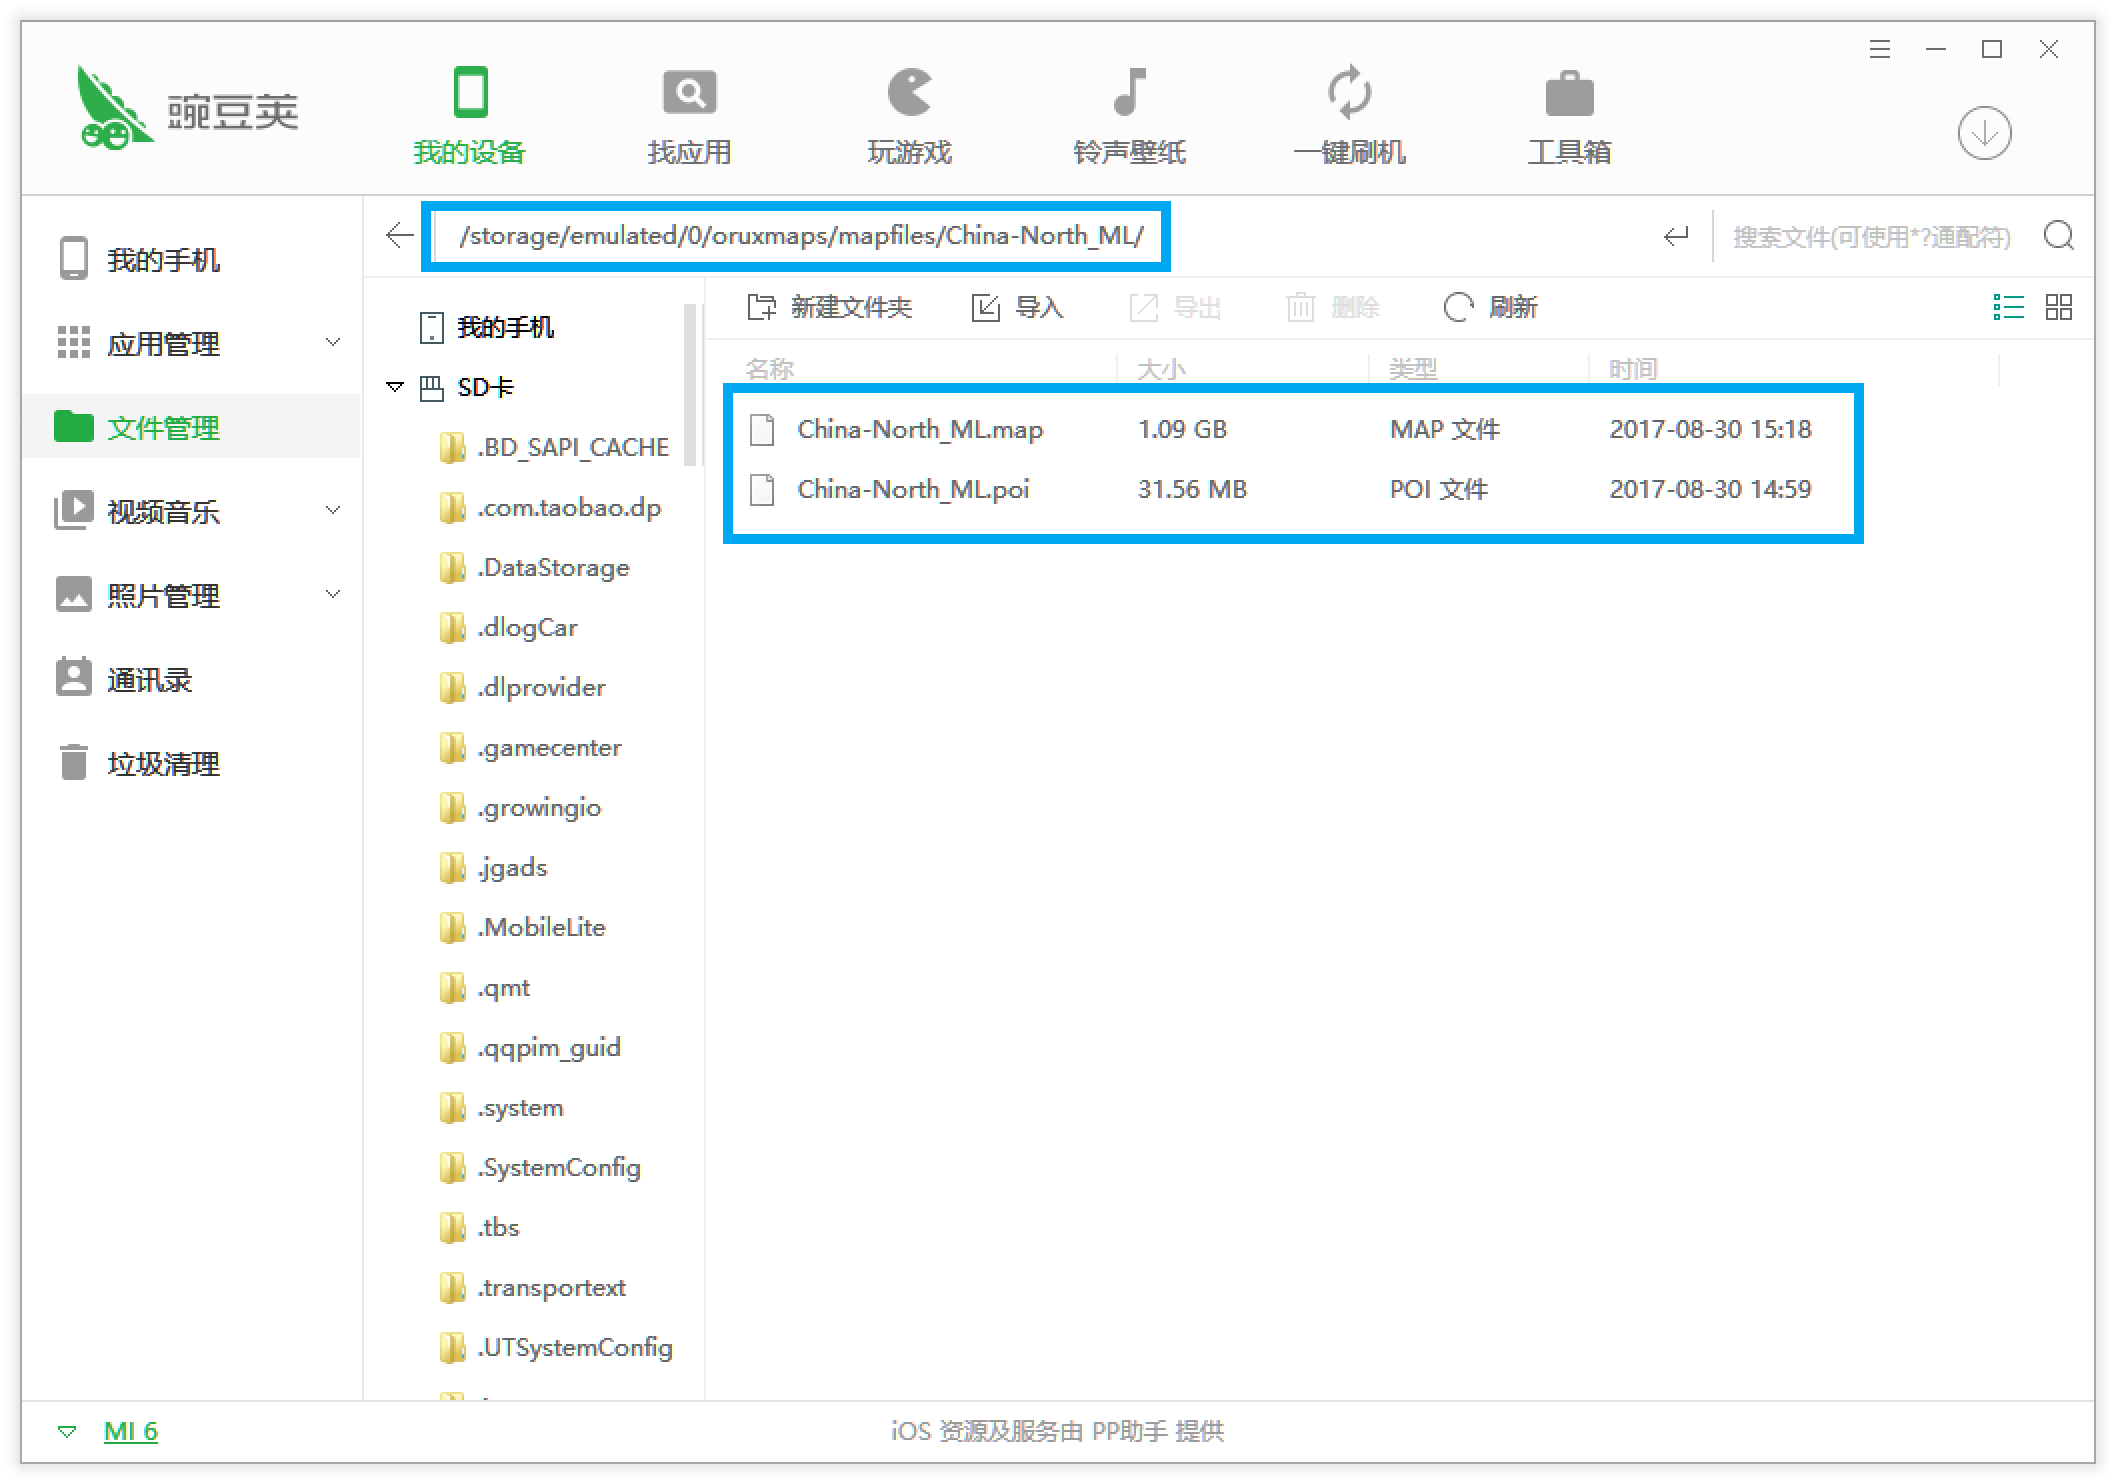 豌豆荚
我的设备 找应用 玩游戏 铃声壁纸 一键刷机 工具箱
/storage/emulated/0/oruxmaps/mapfiles/China-North_ML/
搜索文件(可使用*?通配符)
我的手机
应用管理
文件管理
视频音乐
照片管理
通讯录
垃圾清理
我的手机
SD卡
.BD_SAPI_CACHE
.com.taobao.dp
.DataStorage
.dlogCar
.dlprovider
.gamecenter
.growingio
.jgads
.MobileLite
.qmt
.qqpim_guid
.system
.SystemConfig
.tbs
.transportext
.UTSystemConfig
新建文件夹 导入 导出 删除 刷新
名称 大小 类型 时间
China-North_ML.map 1.09 GB MAP 文件 2017-08-30 15:18
China-North_ML.poi 31.56 MB POI 文件 2017-08-30 14:59
MI 6
iOS 资源及服务由 PP助手 提供